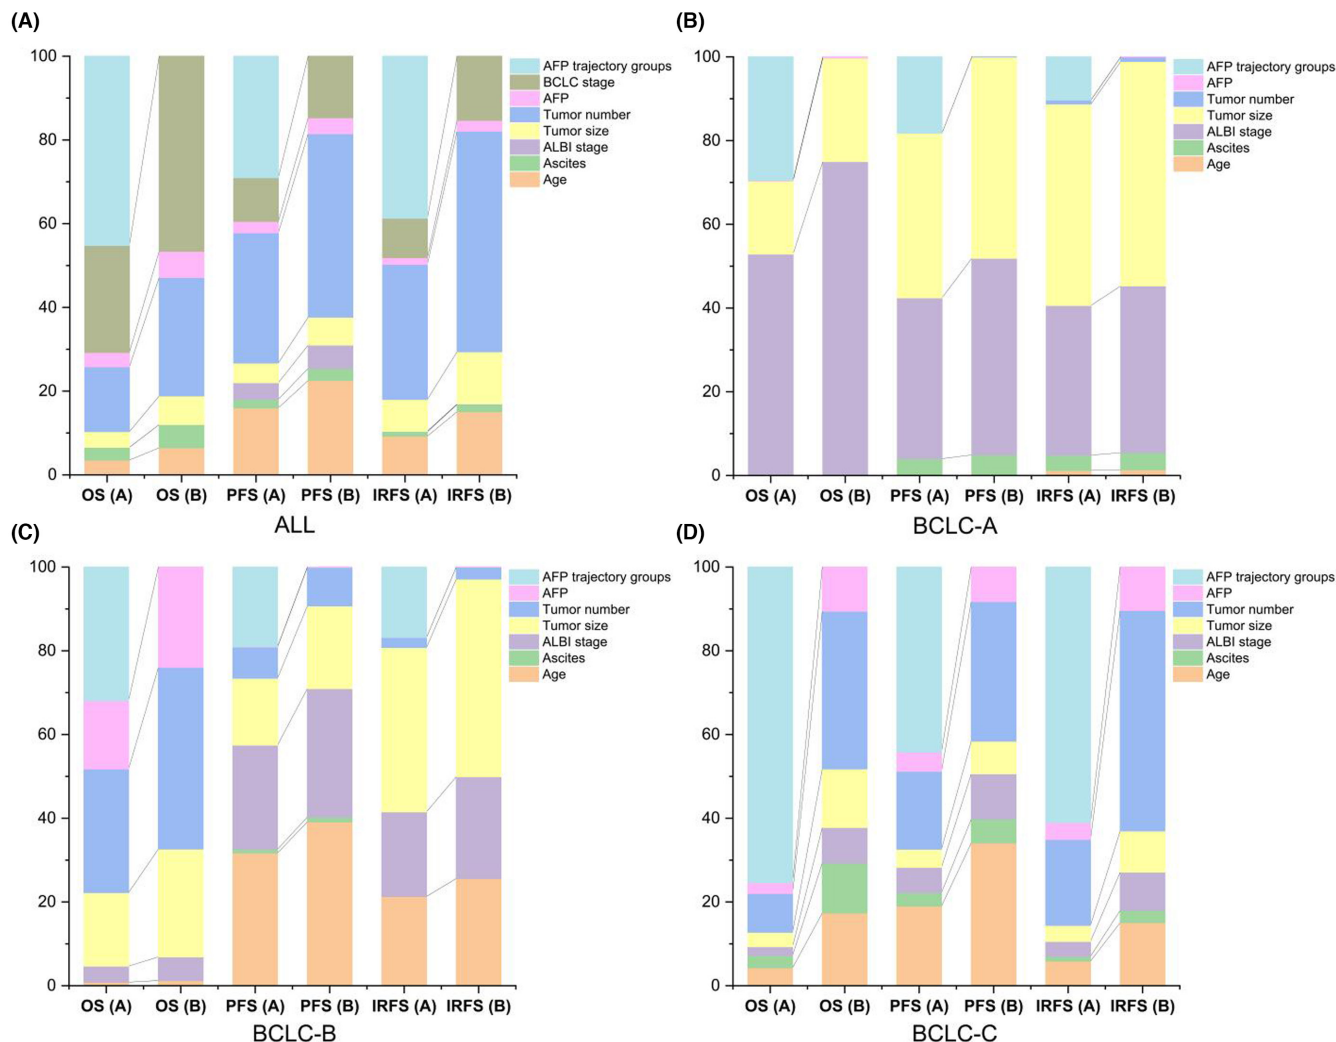 (A)
100
80
60
40
20
0
AFP trajectory groups
BCLC stage
AFP
Tumor number
Tumor size
ALBI stage
Ascites
Age
OS (A) OS (B) PFS (A) PFS (B) IRFS (A) IRFS (B)
ALL
(B)
100
80
60
40
20
0
AFP trajectory groups
AFP
Tumor number
Tumor size
ALBI stage
Ascites
Age
OS (A) OS (B) PFS (A) PFS (B) IRFS (A) IRFS (B)
BCLC-A
(C)
100
80
60
40
20
0
AFP trajectory groups
AFP
Tumor number
Tumor size
ALBI stage
Ascites
Age
OS (A) OS (B) PFS (A) PFS (B) IRFS (A) IRFS (B)
BCLC-B
(D)
100
80
60
40
20
0
AFP trajectory groups
AFP
Tumor number
Tumor size
ALBI stage
Ascites
Age
OS (A) OS (B) PFS (A) PFS (B) IRFS (A) IRFS (B)
BCLC-C